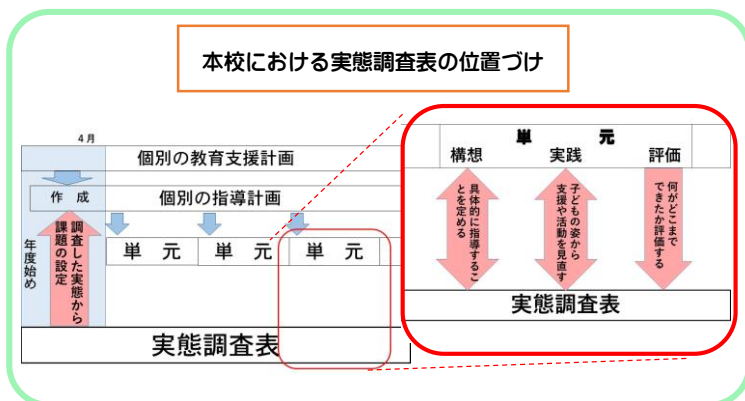 本校における実態調査表の位置づけ
4月
個別の教育支援計画
作 成
個別の指導計画
年度始め
調査した実態から
課題の設定
単 元
単 元
単 元
実態調査表
単 元
構想
実践
評価
具体的に指導するこ
とを定める
子どもの姿から
支援や活動を見直す
何がどこまで
できたか評価する
実態調査表